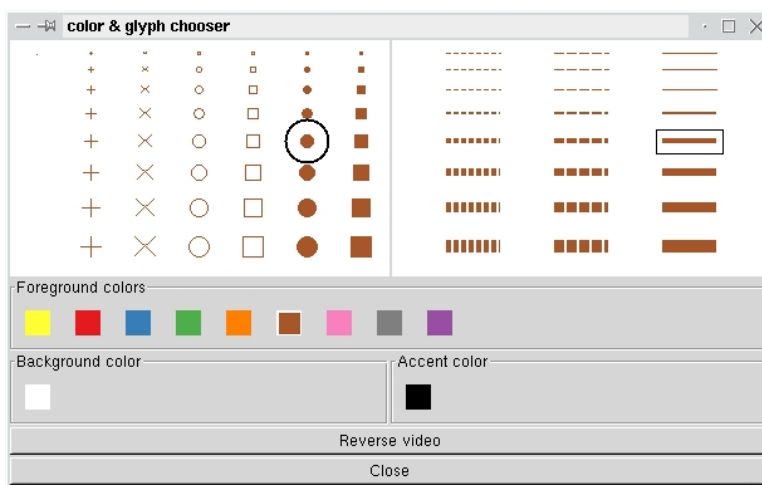 color & glyph chooser
Foreground colors
Background color
Accent color
Reverse video
Close